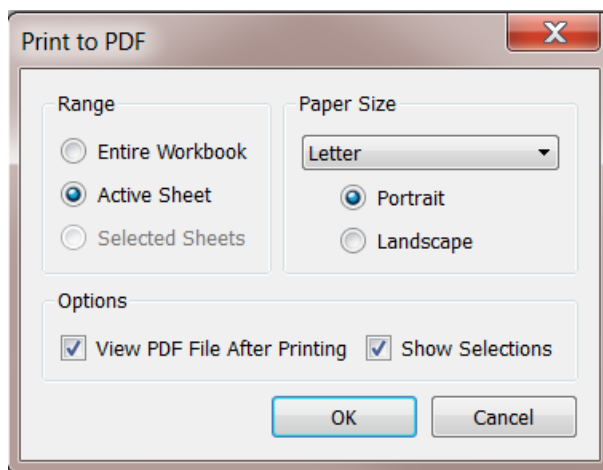 Print to PDF
Range
Entire Workbook
Active Sheet
Selected Sheets
Paper Size
Letter
Portrait
Landscape
Options
View PDF File After Printing
Show Selections
OK
Cancel